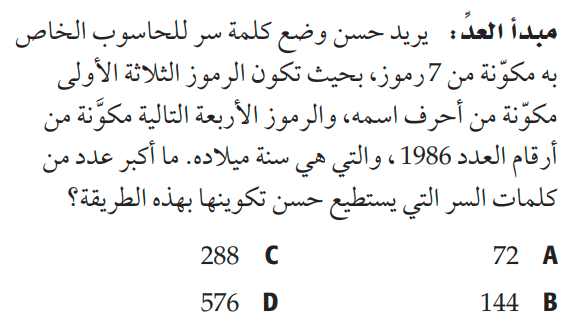 مبدأ العدِّ: يريد حسن وضع كلمة سر للحاسوب الخاص
به مكوّنة من 7 رموز، بحيث تكون الرموز الثلاثة الأولى
مكوّنة من أحرف اسمه، والرموز الأربعة التالية مكوَّنة من
أرقام العدد 1986، والتي هي سنة ميلاده. ما أكبر عدد من
كلمات السر التي يستطيع حسن تكوينها بهذه الطريقة؟
72 A 288 C
144 B 576 D